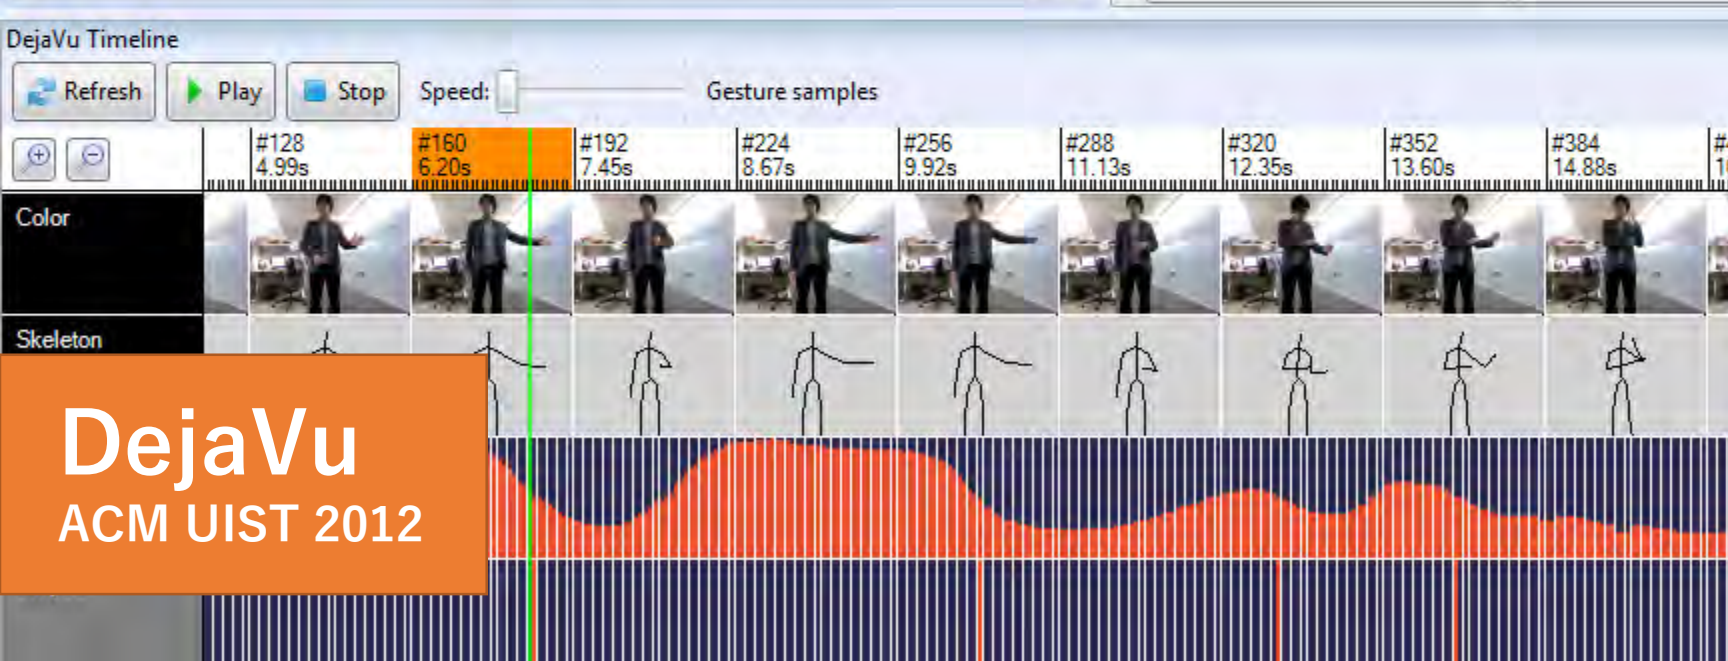 DejaVu Timeline
Refresh
Play
Stop
Speed:
Gesture samples
#128
4.99s
#160
6.20s
#192
7.45s
#224
8.67s
#256
9.92s
#288
11.13s
#320
12.35s
#352
13.60s
#384
14.88s
Color
Skeleton
DejaVu
ACM UIST 2012